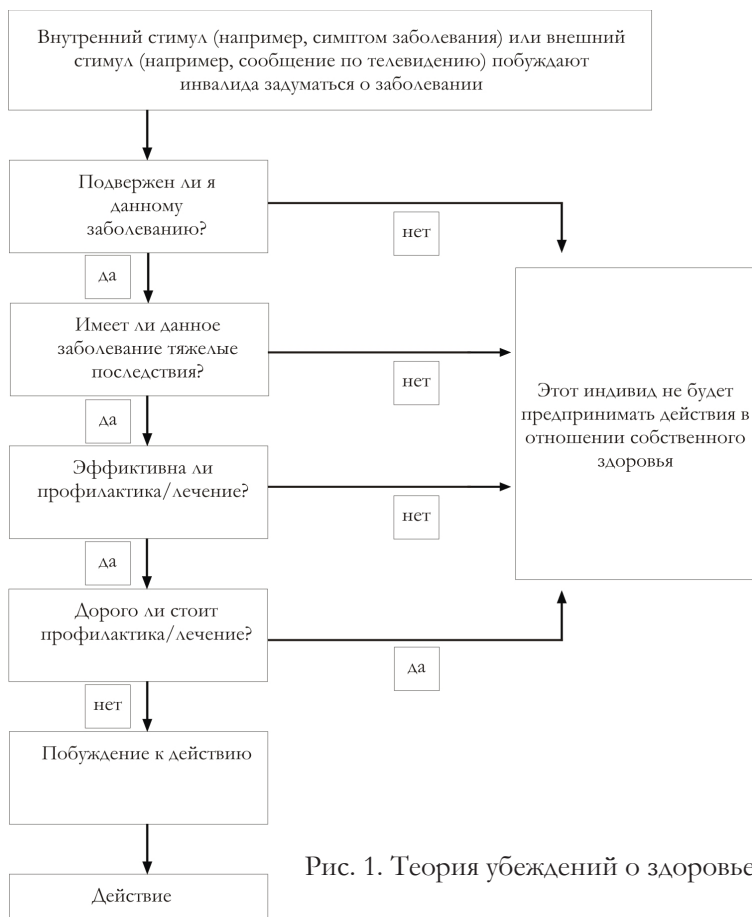 Внутренний стимул (например, симптом заболевания) или внешний
стимул (например, сообщение по телевидению) побуждают
инвалида задуматься о заболевании
Подвержен ли я
данному
заболеванию?
нет
да
Имеет ли данное
заболевание тяжелые
последствия?
нет
да
Этот индивид не будет
предпринимать действия в
отношении собственного
здоровья
Эффиктивна ли
профилактика/лечение?
нет
да
Дорого ли стоит
профилактика/лечение?
да
нет
Побуждение к действию
Рис. 1. Теория убеждений о здоровье
Действие